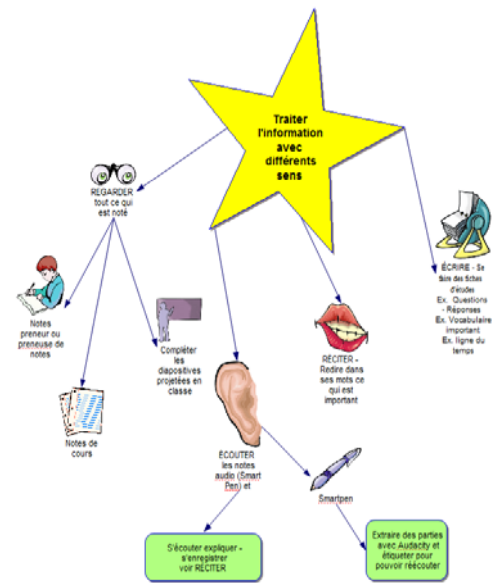 Traiter
l'information
avec
différents
sens
REGARDER
tout ce qui
est noté
Notes
preneur ou
preneuse de
notes
Notes de
cours
Compléter
les
diapositives
projetées en
classe
ÉCOUTER
les notes
audio (Smart
Pen) et
S'écouter expliquer -
s'enregistrer
voir RÉCITER
Smartpen
Extraire des parties
avec Audacity et
étiqueter pour
pouvoir réécouter
RÉCITER -
Redire dans
ses mots ce
qui est
important
ÉCRIRE - Se
faire des fiches
d'études
Ex. Questions
- Réponses
Ex. Vocabulaire
important
Ex. ligne du
temps